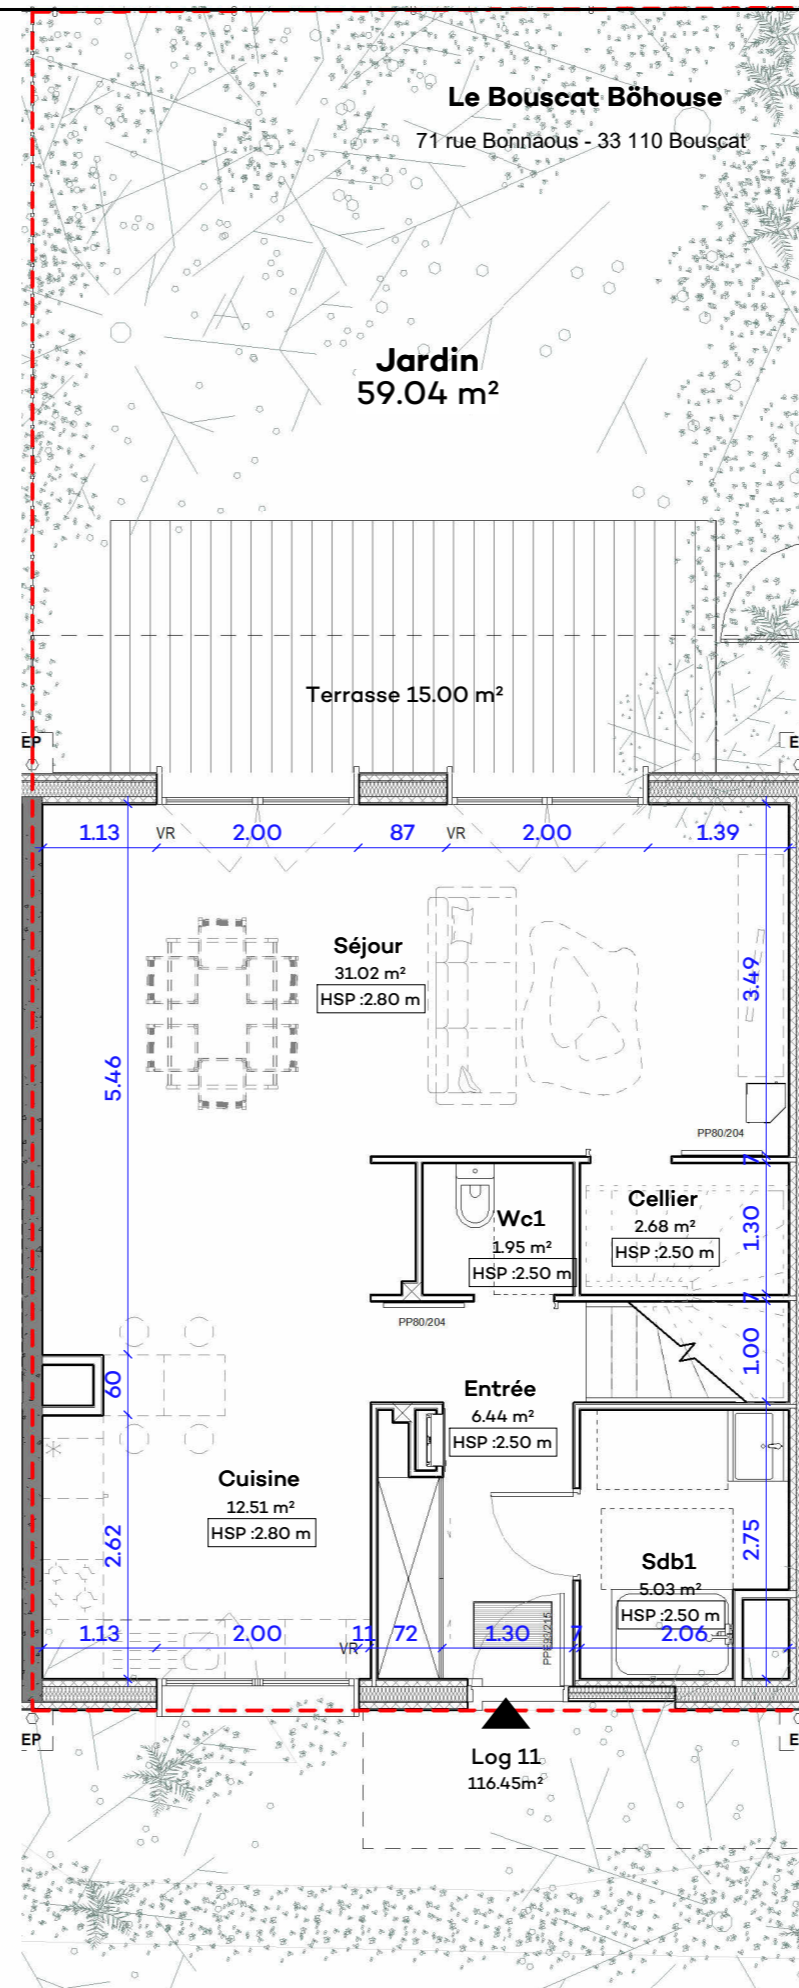 Le Bouscat Böhouse
71 rue Bonnaous - 33 110 Bouscat
Jardin
59.04 m²
Terrasse 15.00 m²
EP
E
1.13
VR
2.00
87
VR
2.00
1.39
Séjour
31.02 m²
HSP :2.80 m
3.49
5.46
PP80/204
7
Cellier
2.68 m²
HSP :2.50 m
Wc1
1.95 m²
HSP :2.50 m
1.30
7
PP80/204
1.00
60
Entrée
6.44 m²
HSP :2.50 m
Cuisine
12.51 m²
HSP :2.80 m
2.62
2.75
Sdb1
5.03 m²
HSP :2.50 m
1.13
2.00
VR
11
72
1.30
7
2.06
EP
E
Log 11
116.45m²